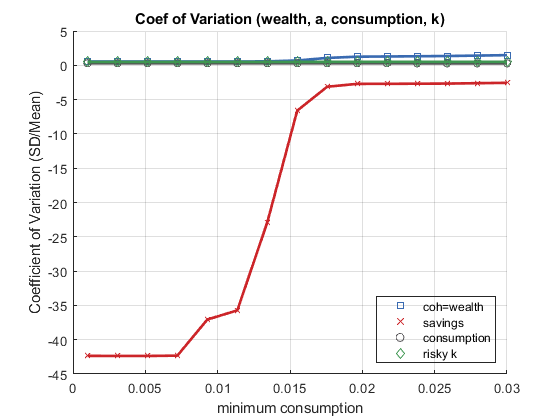 Coef of Variation (wealth, a, consumption, k)
5
0
-5
-10
-15
-20
-25
-30
-35
-40
-45
Coefficient of Variation (SD/Mean)
0
0.005
0.01
0.015
0.02
0.025
0.03
minimum consumption
coh=wealth
savings
consumption
risky k